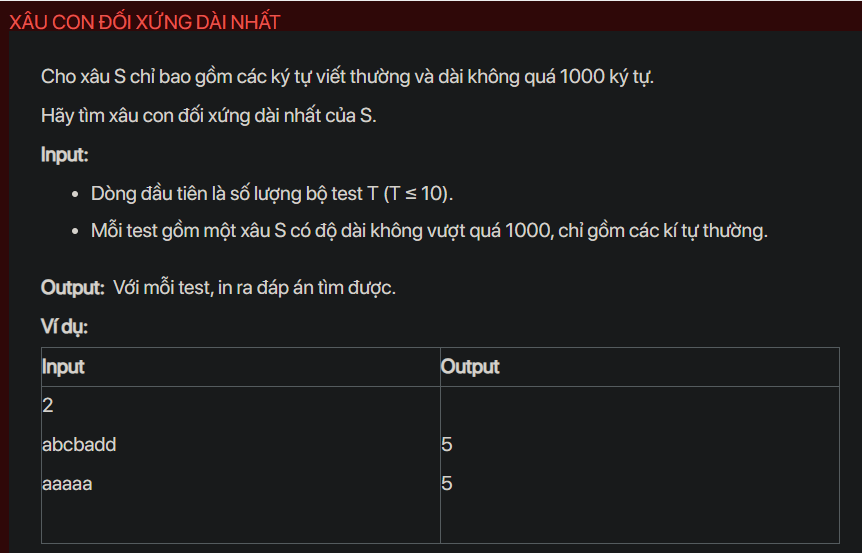 XÂU CON ĐỐI XỨNG DÀI NHẤT
Cho xâu S chỉ bao gồm các ký tự viết thường và dài không quá 1000 ký tự.
Hãy tìm xâu con đối xứng dài nhất của S.
Input:
• Dòng đầu tiên là số lượng bộ test T (T ≤ 10).
• Mỗi test gồm một xâu S có độ dài không vượt quá 1000, chỉ gồm các kí tự thường.
Output: Với mỗi test, in ra đáp án tìm được.
Ví dụ:
Input Output
2
abcbadd 5
aaaaa 5